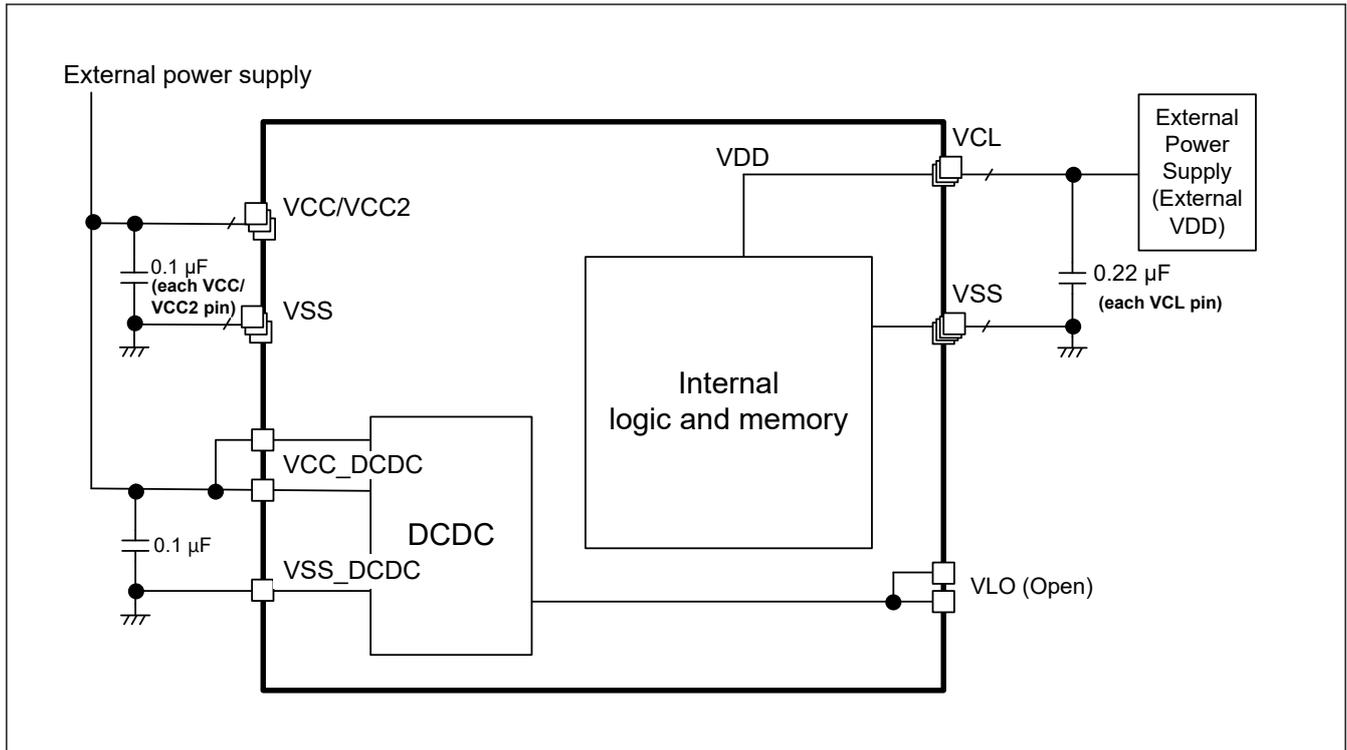 External power supply
VCC/VCC2
0.1 µF
(each VCC/
VCC2 pin)
VSS
VCC_DCDC
DCDC
0.1 µF
VSS_DCDC
VDD
Internal
logic and memory
VCL
External
Power
Supply
(External
VDD)
0.22 µF
(each VCL pin)
VSS
VLO (Open)